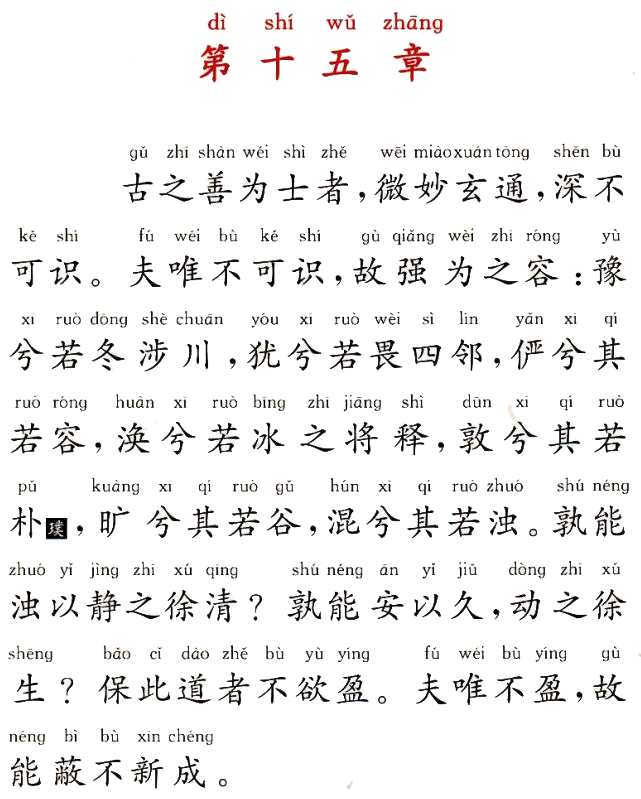 dì shí wǔ zhāng
第十五章
gǔ zhī shàn wéi shì zhě wēi miào xuán tōng shēn bù
古之善为士者，微妙玄通，深不
kě shí fú wéi bù kě shí gù qiǎng wèi zhī róng yù
可识。夫唯不可识，故强为之容：豫
xī ruò dōng shè chuān yóu xī ruò wèi sì lín yǎn xī qí
兮若冬涉川，犹兮若畏四邻，俨兮其
ruò róng huàn xī ruò bīng zhī jiāng shì dūn xī qí ruò
若容，涣兮若冰之将释，敦兮其若
pǔ kuàng xī qí ruò gǔ hún xī qí ruò zhuó shú néng
朴璞，旷兮其若谷，混兮其若浊。孰能
zhuó yǐ jìng zhī xú qīng shú néng ān yǐ jiǔ dòng zhī xú
浊以静之徐清？孰能安以久，动之徐
shēng bǎo cǐ dào zhě bù yù yíng fú wéi bù yíng gù
生？保此道者不欲盈。夫唯不盈，故
néng bì bù xīn chéng
能蔽不新成。